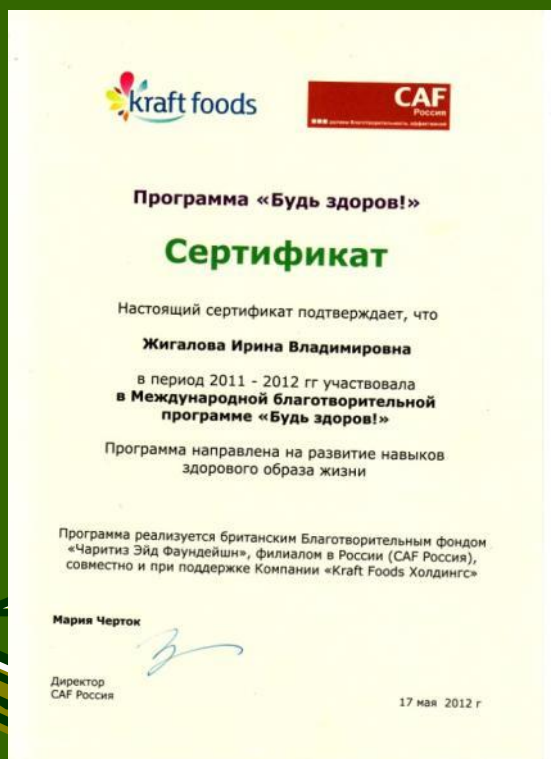 kraft foods
CAF
Россия
Программа «Будь здоров!»
Сертификат
Настоящий сертификат подтверждает, что
Жигалова Ирина Владимировна
в период 2011 - 2012 гг участвовала
в Международной благотворительной
программе «Будь здоров!»
Программа направлена на развитие навыков
здорового образа жизни
Программа реализуется британским Благотворительным фондом
«Чаритиз Эйд Фаундейшн», филиалом в России (CAF Россия),
совместно и при поддержке Компании «Kraft Foods Холдингс»
Мария Черток
Директор
CAF Россия
17 мая 2012 г